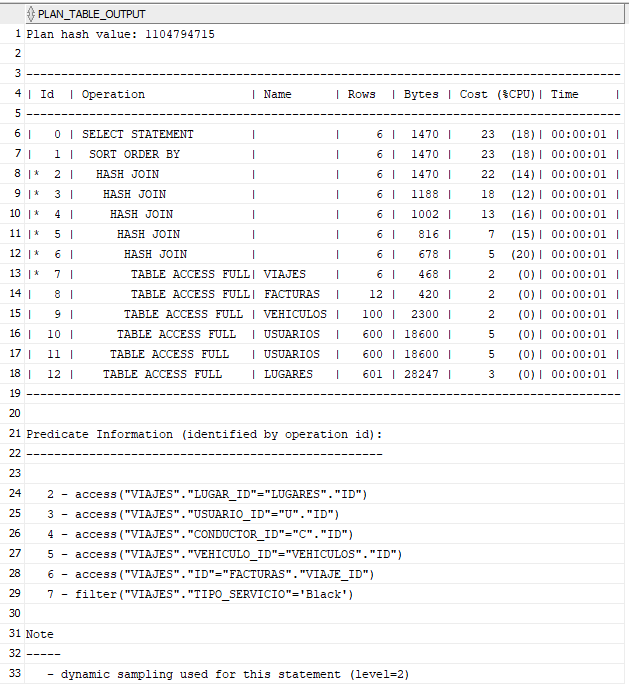 PLAN_TABLE_OUTPUT
1 Plan hash value: 1104794715
2
3 --------------------------------------------------------------------------------------
4 | Id  | Operation                | Name      | Rows  | Bytes | Cost (%CPU)| Time     |
5 --------------------------------------------------------------------------------------
6 |   0 | SELECT STATEMENT         |           |     6 |  1470 |    23  (18)| 00:00:01 |
7 |   1 |  SORT ORDER BY           |           |     6 |  1470 |    23  (18)| 00:00:01 |
8 |*  2 |   HASH JOIN              |           |     6 |  1470 |    22  (14)| 00:00:01 |
9 |*  3 |    HASH JOIN             |           |     6 |  1188 |    18  (12)| 00:00:01 |
10 |*  4 |     HASH JOIN            |           |     6 |  1002 |    13  (16)| 00:00:01 |
11 |*  5 |      HASH JOIN           |           |     6 |   816 |     7  (15)| 00:00:01 |
12 |*  6 |       HASH JOIN          |           |     6 |   678 |     5  (20)| 00:00:01 |
13 |*  7 |        TABLE ACCESS FULL| VIAJES    |     6 |   468 |     2   (0)| 00:00:01 |
14 |   8 |        TABLE ACCESS FULL| FACTURAS  |    12 |   420 |     2   (0)| 00:00:01 |
15 |   9 |       TABLE ACCESS FULL | VEHICULOS |   100 |  2300 |     2   (0)| 00:00:01 |
16 |  10 |      TABLE ACCESS FULL  | USUARIOS  |   600 | 18600 |     5   (0)| 00:00:01 |
17 |  11 |     TABLE ACCESS FULL   | USUARIOS  |   600 | 18600 |     5   (0)| 00:00:01 |
18 |  12 |    TABLE ACCESS FULL    | LUGARES   |   601 | 28247 |     3   (0)| 00:00:01 |
19 --------------------------------------------------------------------------------------
20
21 Predicate Information (identified by operation id):
22 ---------------------------------------------------
23
24    2 - access("VIAJES"."LUGAR_ID"="LUGARES"."ID")
25    3 - access("VIAJES"."USUARIO_ID"="U"."ID")
26    4 - access("VIAJES"."CONDUCTOR_ID"="C"."ID")
27    5 - access("VIAJES"."VEHICULO_ID"="VEHICULOS"."ID")
28    6 - access("VIAJES"."ID"="FACTURAS"."VIAJE_ID")
29    7 - filter("VIAJES"."TIPO_SERVICIO"='Black')
30
31 Note
32 -----
33    - dynamic sampling used for this statement (level=2)